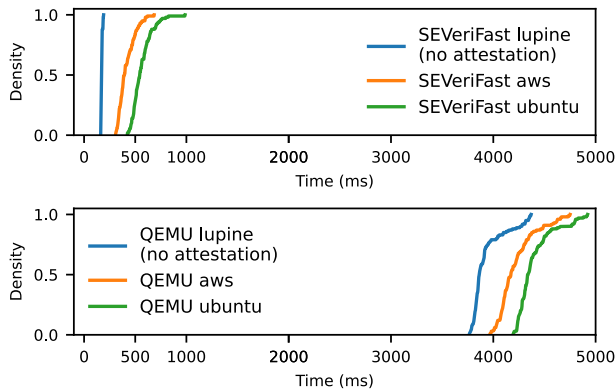 1.0
0.5
0.0
Density
SEVeriFast lupine
(no attestation)
SEVeriFast aws
SEVeriFast ubuntu
0 500 1000 2000 3000 4000 5000
Time (ms)
1.0
0.5
0.0
Density
QEMU lupine
(no attestation)
QEMU aws
QEMU ubuntu
0 500 1000 2000 3000 4000 5000
Time (ms)